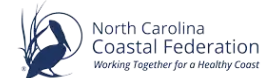 North Carolina
Coastal Federation
Working Together for a Healthy Coast